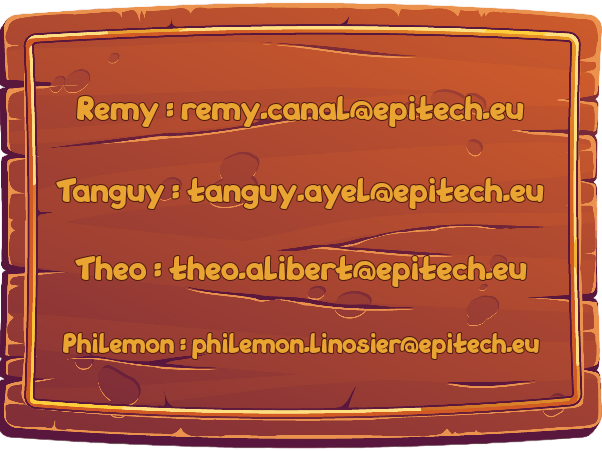 Remy : remy.canal@epitech.eu
Tanguy : tanguy.ayel@epitech.eu
Theo : theo.alibert@epitech.eu
Philemon : philemon.linosier@epitech.eu